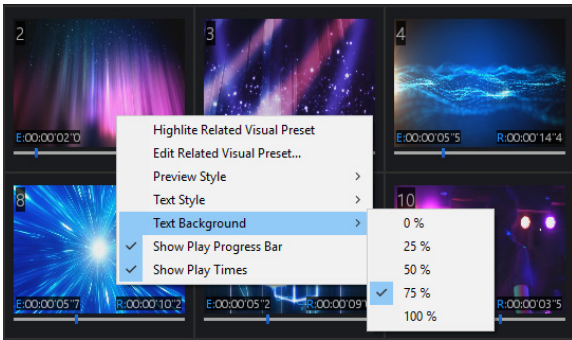 2
3
4
E:00:00'02"0
E:00:00'05"5 R:00:00'14"4
Highlite Related Visual Preset
Edit Related Visual Preset...
Preview Style
Text Style
Text Background
Show Play Progress Bar
Show Play Times
0 %
25 %
50 %
75 %
100 %
8
10
E:00:00'05"7 R:00:00'10"2
E:00:00'05"2 R:00:00'09"
R:00:00'03"5